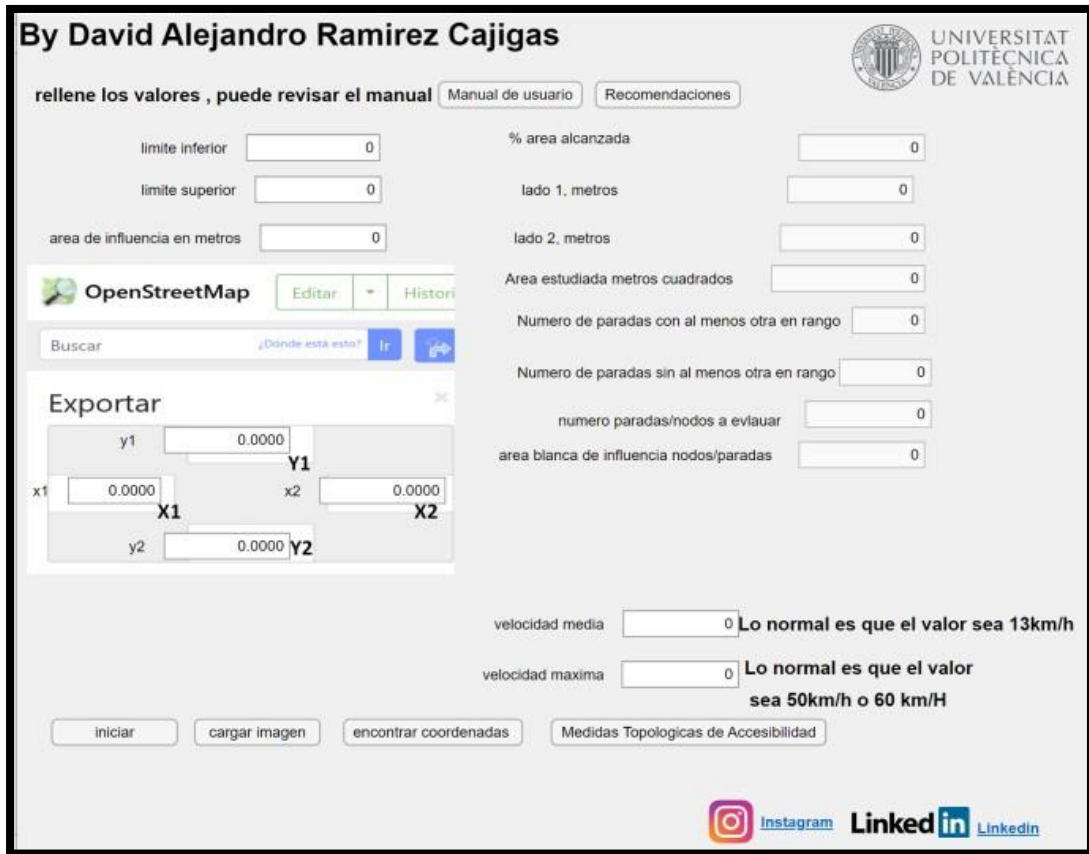 By David Alejandro Ramirez Cajigas
UNIVERSITAT
POLITÈCNICA
DE VALÈNCIA
rellene los valores , puede revisar el manual Manual de usuario Recomendaciones
limite inferior 0
limite superior 0
area de influencia en metros 0
OpenStreetMap Editar Histori
Buscar ¿Dónde está esto? Ir
Exportar
y1 0.0000
Y1
x1 0.0000 x2 0.0000
X1 X2
y2 0.0000 Y2
% area alcanzada 0
lado 1, metros 0
lado 2, metros 0
Area estudiada metros cuadrados 0
Numero de paradas con al menos otra en rango 0
Numero de paradas sin al menos otra en rango 0
numero paradas/nodos a evlauar 0
area blanca de influencia nodos/paradas 0
velocidad media 0 Lo normal es que el valor sea 13km/h
velocidad maxima 0 Lo normal es que el valor
sea 50km/h o 60 km/H
iniciar cargar imagen encontrar coordenadas Medidas Topologicas de Accesibilidad
Instagram Linked in Linkedin